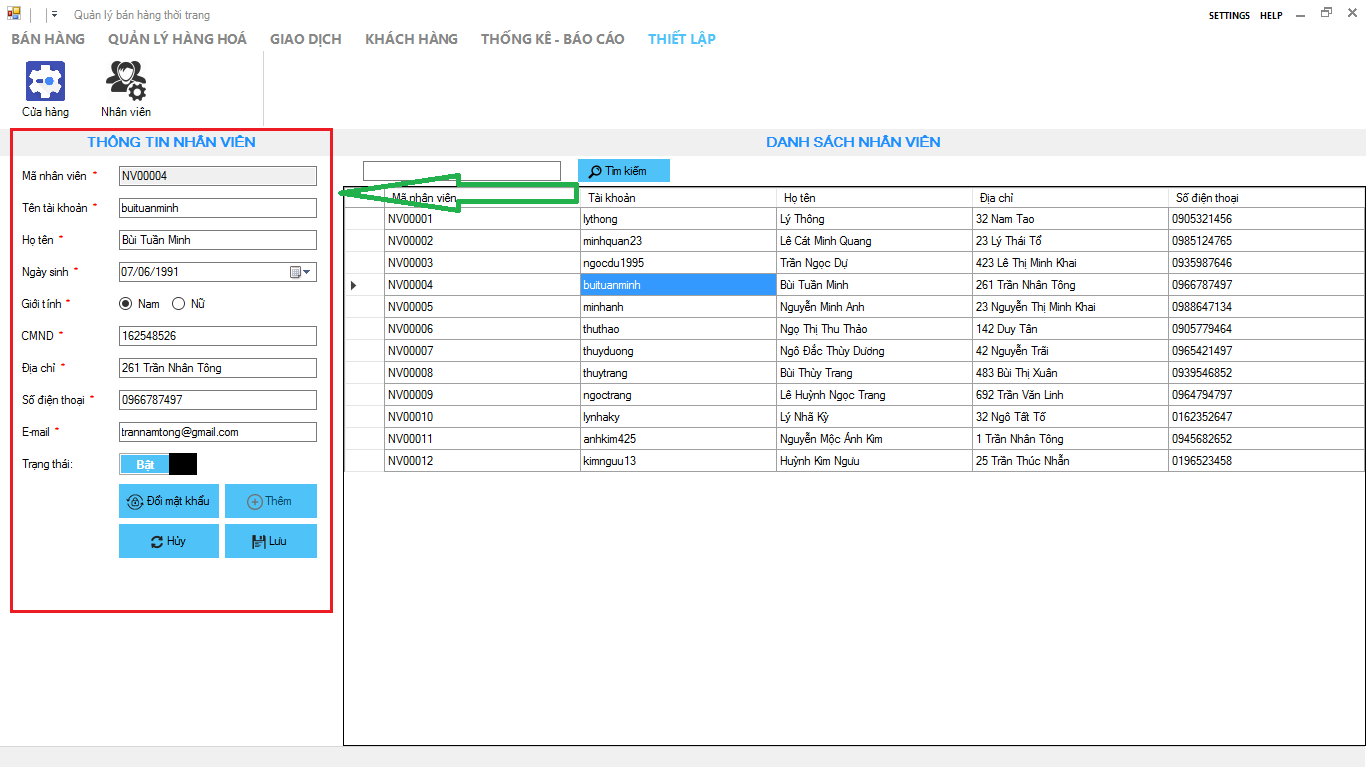 Quản lý bán hàng thời trang
SETTINGS HELP
BÁN HÀNG QUẢN LÝ HÀNG HOÁ GIAO DỊCH KHÁCH HÀNG THỐNG KÊ - BÁO CÁO THIẾT LẬP
Cửa hàng Nhân viên
THÔNG TIN NHÂN VIÊN
Mã nhân viên * NV00004
Tên tài khoản * buituanminh
Họ tên * Bùi Tuấn Minh
Ngày sinh * 07/06/1991
Giới tính * Nam Nữ
CMND * 162548526
Địa chỉ * 261 Trần Nhân Tông
Số điện thoại * 0966787497
E-mail * trannamtong@gmail.com
Trạng thái: Bật
Đổi mật khẩu Thêm
Hủy Lưu
DANH SÁCH NHÂN VIÊN
Tìm kiếm
Mã nhân viên Tài khoản Họ tên Địa chỉ Số điện thoại
NV00001 lythong Lý Thông 32 Nam Tao 0905321456
NV00002 minhquan23 Lê Cát Minh Quang 23 Lý Thái Tổ 0985124765
NV00003 ngocdu1995 Trần Ngọc Dự 423 Lê Thị Minh Khai 0935987646
NV00004 buituanminh Bùi Tuấn Minh 261 Trần Nhân Tông 0966787497
NV00005 minhanh Nguyễn Minh Anh 23 Nguyễn Thị Minh Khai 0988647134
NV00006 thuthao Ngọ Thị Thu Thảo 142 Duy Tân 0905779464
NV00007 thuyduong Ngô Đắc Thùy Dương 42 Nguyễn Trãi 0965421497
NV00008 thuytrang Bùi Thùy Trang 483 Bùi Thị Xuân 0939546852
NV00009 ngoctrang Lê Huỳnh Ngọc Trang 692 Trần Văn Linh 0964794797
NV00010 lynhaky Lý Nhã Kỳ 32 Ngô Tất Tố 0162352647
NV00011 anhkim425 Nguyễn Mộc Ánh Kim 1 Trần Nhân Tông 0945682652
NV00012 kimnguu13 Huỳnh Kim Ngưu 25 Trần Thúc Nhẫn 0196523458